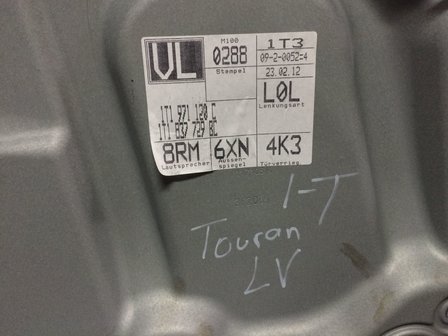 VL
M100
0288
Stempel
1T3
09-2-0052=4
23.02.12
L0L
Lenkungsart
1T1 971 120 C
1T1 837 729 BL
8RM
Lautsprecher
6XN
Aussen-
spiegel
4K3
Türverrieg.
1-T
Touran
LV